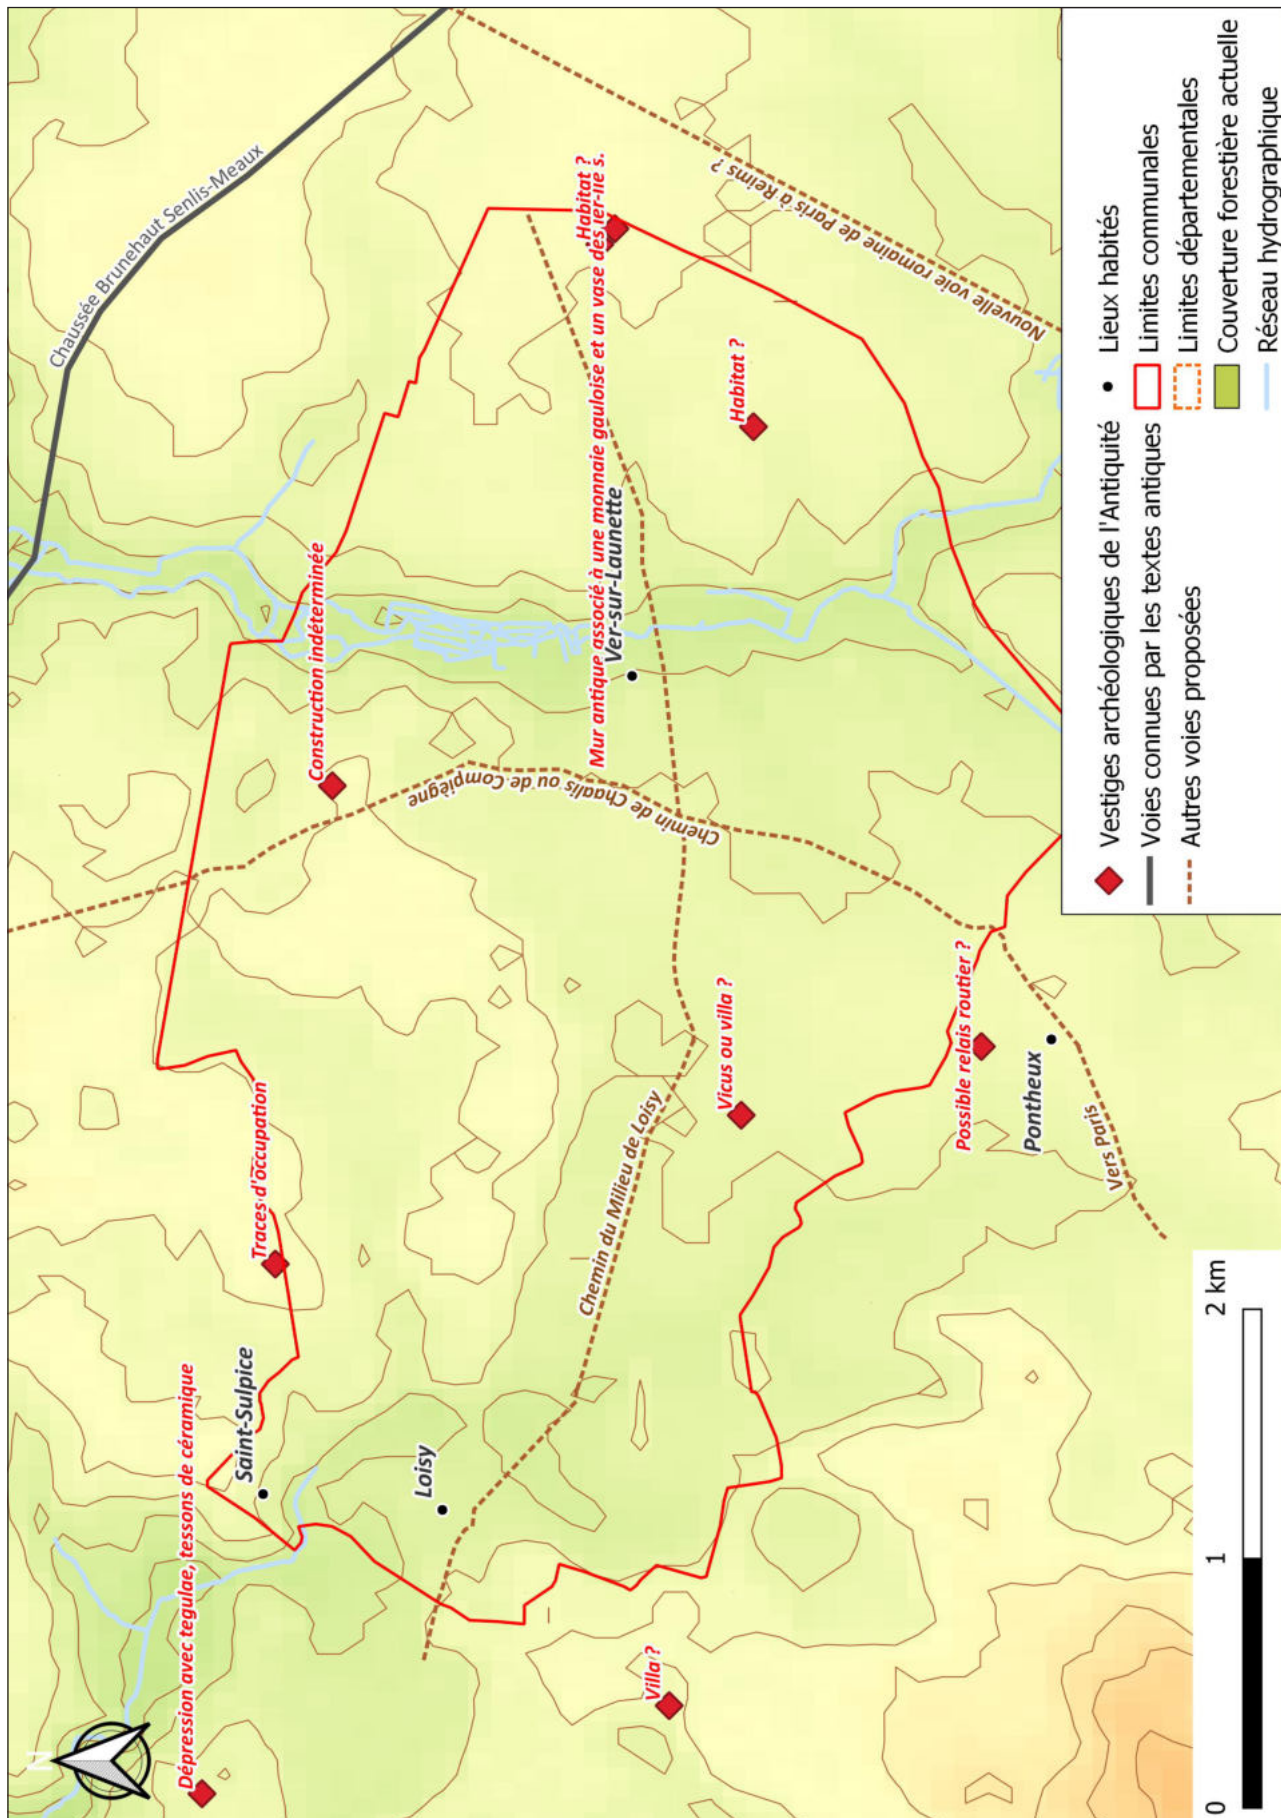 N
Dépression avec tegulae, tessons de céramique
Saint-Sulpice
Traces d'occupation
Construction indéterminée
Chaussée Brunehaut Senlis-Meaux
Loisy
Chemin de Chaalis ou de Compiègne
Mur antique associé à une monnaie gauloise et un vase des Ier-IIe s.
Habitat ?
Ver-sur-Launette
Chemin du Milieu de Loisy
Villa ?
Vicus ou villa ?
Habitat ?
Nouvelle voie romaine de Paris à Reims ?
Possible relais routier ?
Pontheux
Vers Paris
0 1 2 km
Vestiges archéologiques de l'Antiquité
Voies connues par les textes antiques
Autres voies proposées
Lieux habités
Limites communales
Limites départementales
Couverture forestière actuelle
Réseau hydrographique